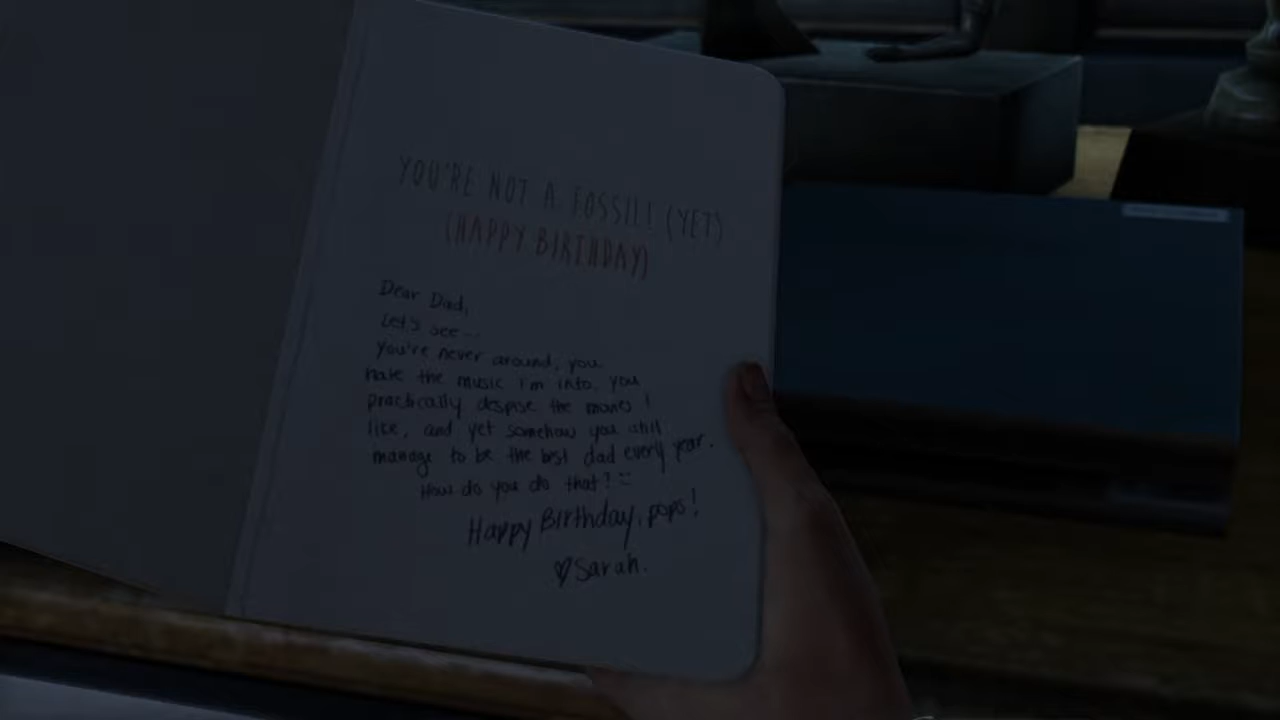 YOU'RE NOT A FOSSIL! (YET)
(HAPPY BIRTHDAY)
Dear Dad,
Let's see...
You're never around, you
hate the music I'm into, you
practically despise the movies I
like, and yet somehow you still
manage to be the best dad every year.
How do you do that? :)
Happy Birthday, pops!
♡ Sarah.